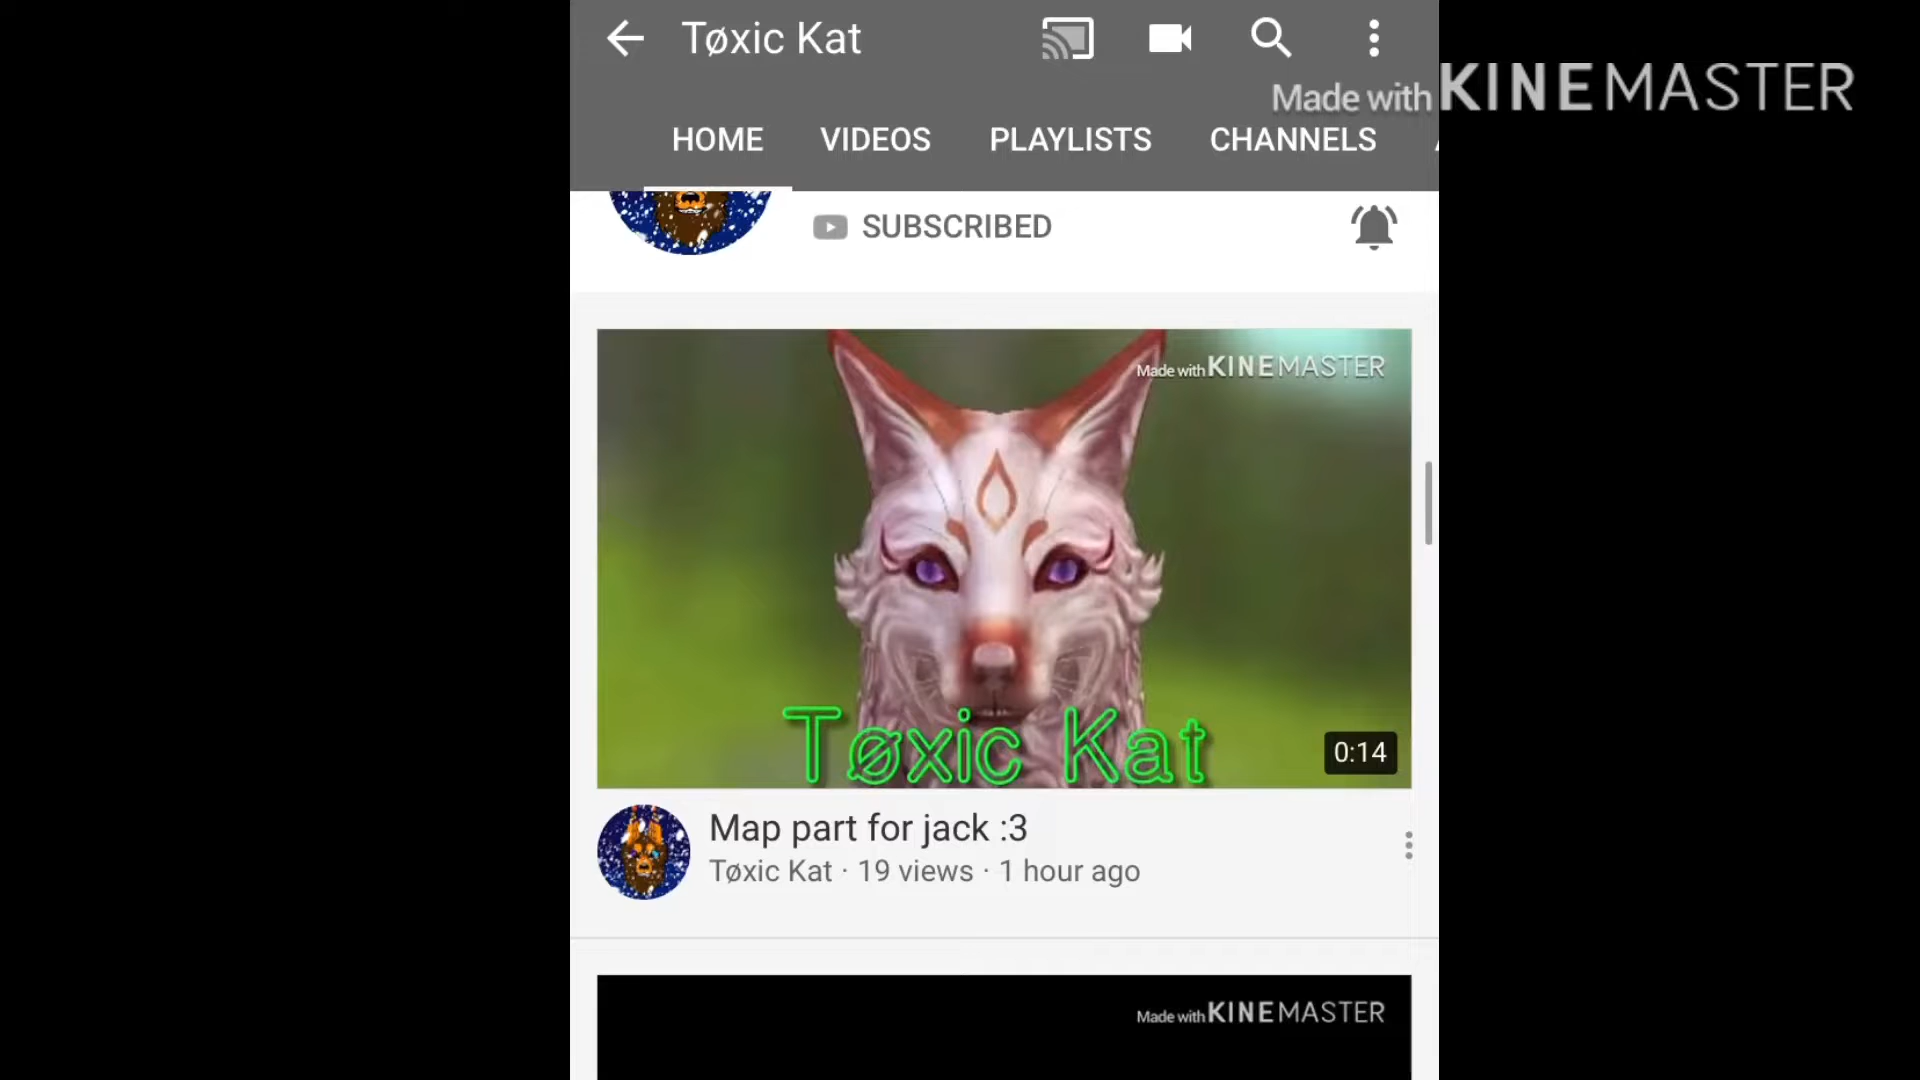 Tøxic Kat
Made with KINEMASTER
HOME VIDEOS PLAYLISTS CHANNELS
SUBSCRIBED
Made with KINEMASTER
Tøxic Kat
0:14
Map part for jack :3
Tøxic Kat · 19 views · 1 hour ago
Made with KINEMASTER